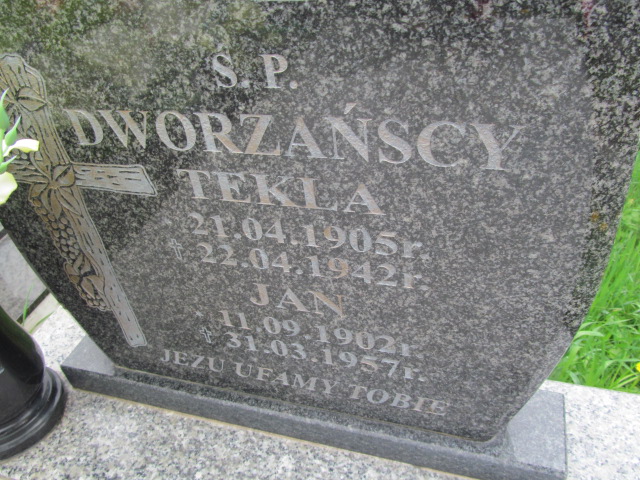 Ś.P.
DWORZAŃSCY
TEKLA
21.04.1905r.
† 22.04.1942r.
JAN
11.09.1902r.
† 31.03.1957r.
JEZU UFAMY TOBIE